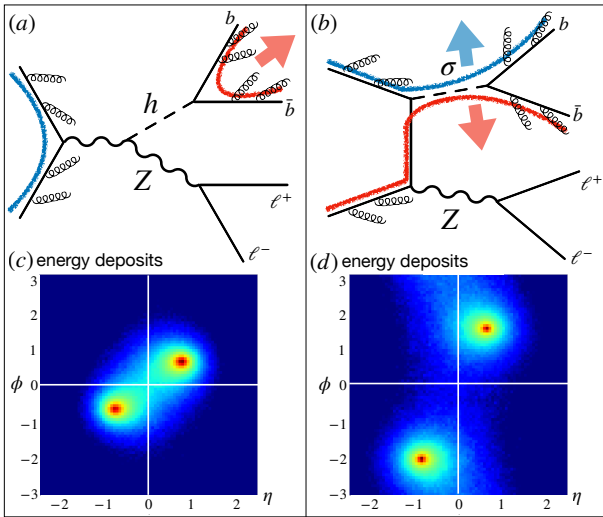 (a)
b
h
b̄
Z
ℓ+
ℓ−
(b)
b
σ
b̄
ℓ+
Z
ℓ−
(c) energy deposits
3
2
1
ϕ 0
−1
−2
−3
−2 −1 0 1 2 η
(d) energy deposits
3
2
1
ϕ 0
−1
−2
−3
−2 −1 0 1 2 η